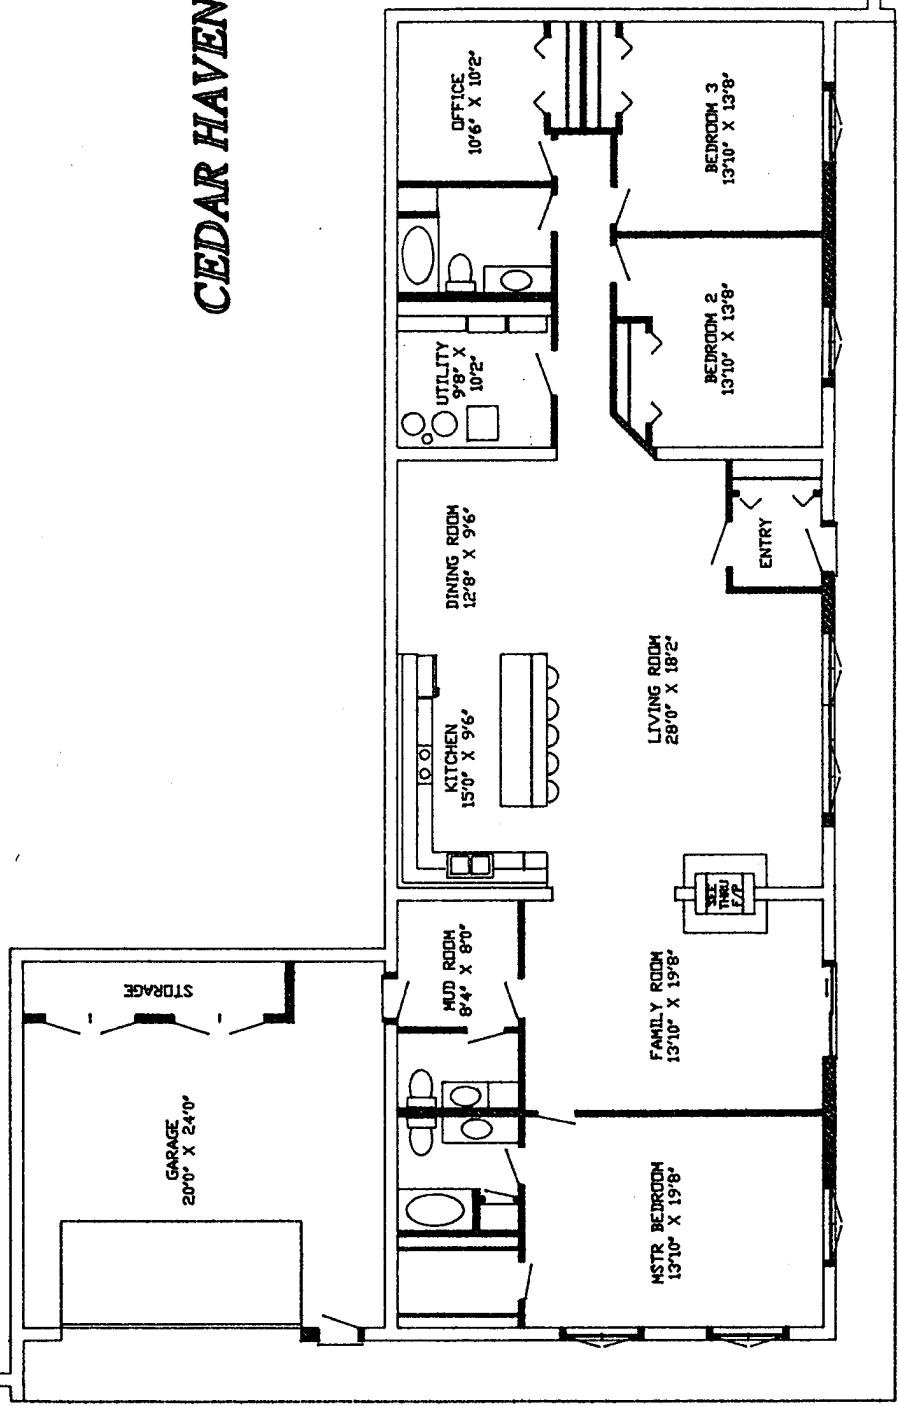 CEDAR HAVEN
OFFICE
10'6" X 10'2"
BEDROOM 3
13'10" X 13'8"
BEDROOM 2
13'10" X 13'8"
UTILITY
9'8" X
10'2"
ENTRY
DINING ROOM
12'8" X 9'6"
LIVING ROOM
28'0" X 18'2"
KITCHEN
15'0" X 9'6"
SEE
THRU
F/P
MUD ROOM
8'4" X 8'0"
FAMILY ROOM
13'10" X 19'8"
STORAGE
GARAGE
20'0" X 24'0"
MSTR BEDROOM
13'10" X 19'8"